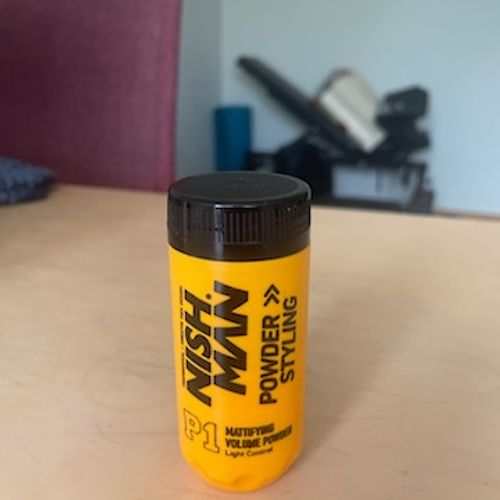 NISH
MAN
POWDER >>
STYLING
P1
MATTIFYING
VOLUME POWDER
Light Control